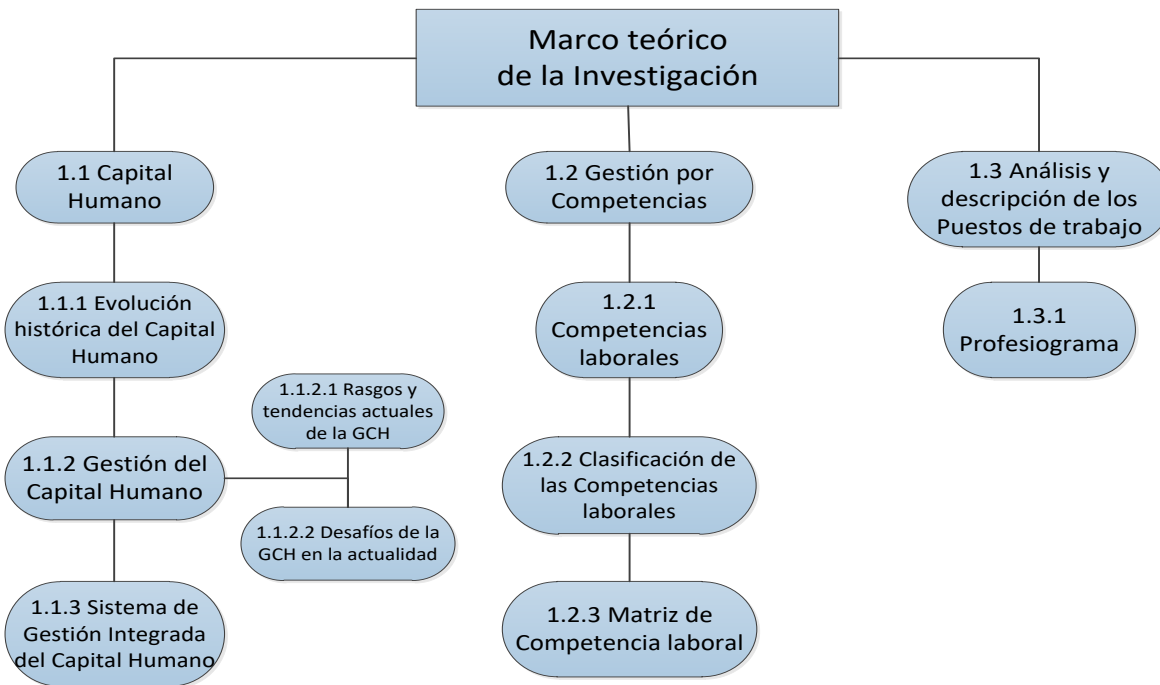 Marco teórico
de la Investigación
1.1 Capital
Humano
1.1.1 Evolución
histórica del Capital
Humano
1.1.2 Gestión del
Capital Humano
1.1.2.1 Rasgos y
tendencias actuales
de la GCH
1.1.2.2 Desafíos de la
GCH en la actualidad
1.1.3 Sistema de
Gestión Integrada
del Capital Humano
1.2 Gestión por
Competencias
1.2.1
Competencias
laborales
1.2.2 Clasificación de
las Competencias
laborales
1.2.3 Matriz de
Competencia laboral
1.3 Análisis y
descripción de los
Puestos de trabajo
1.3.1
Profesiograma